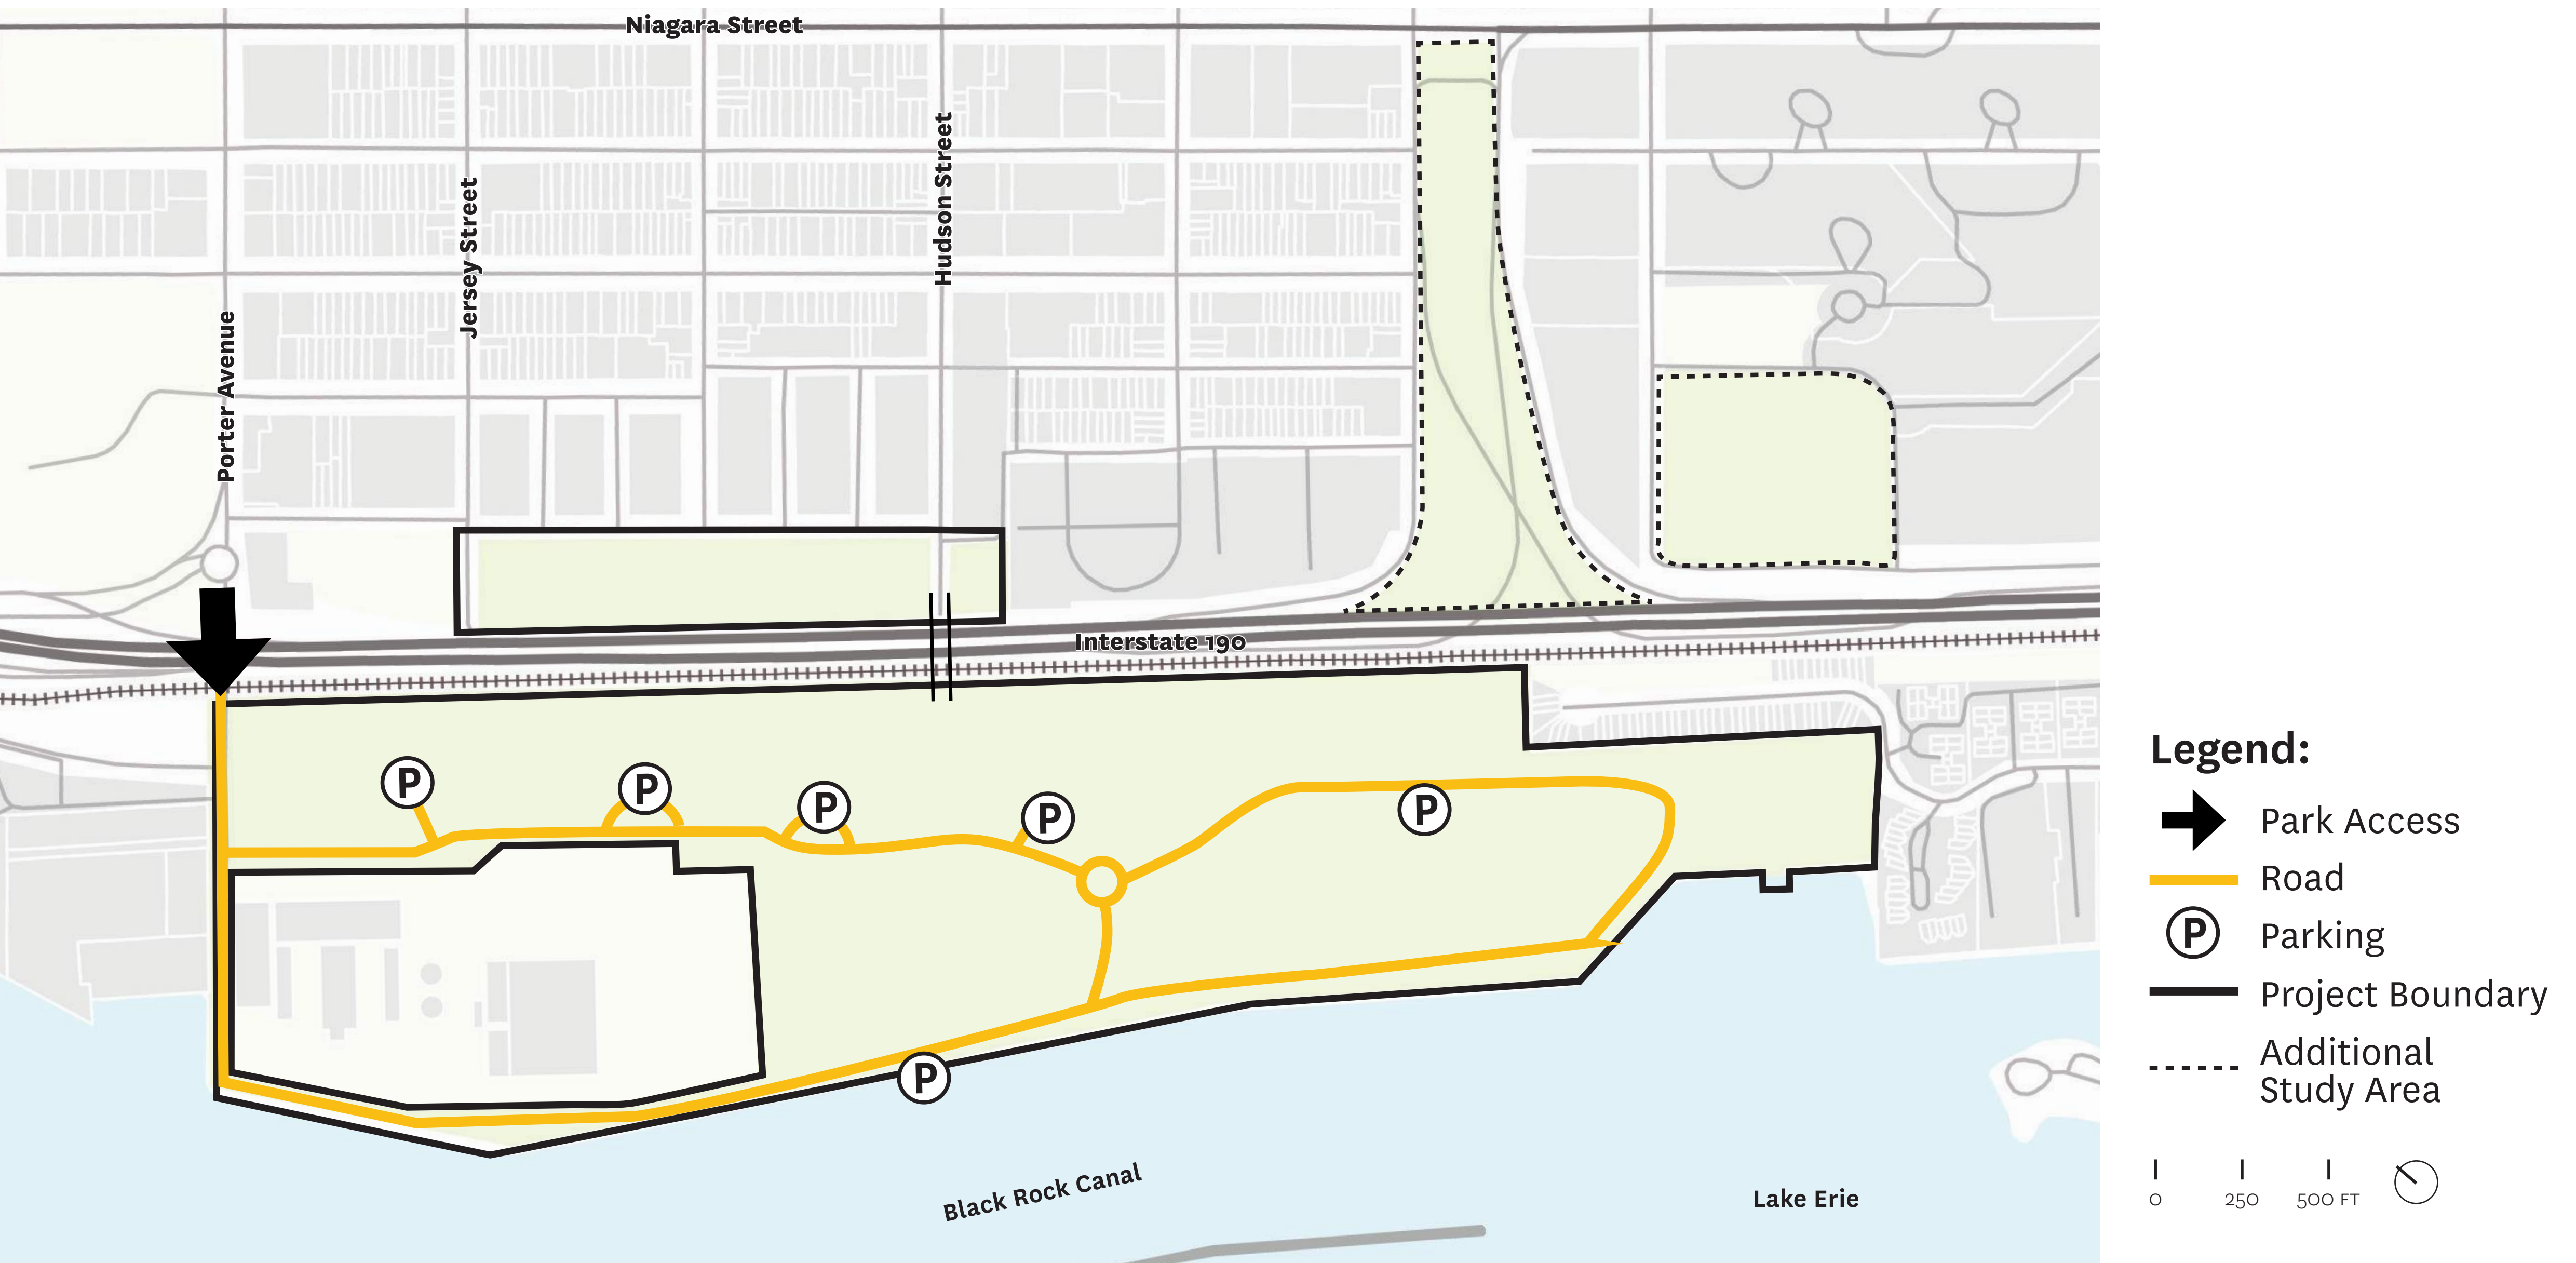 Niagara Street
Hudson Street
Jersey Street
Porter Avenue
Interstate 190
P
P
P
P
P
P
Black Rock Canal
Lake Erie
Legend:
Park Access
Road
P Parking
Project Boundary
Additional
Study Area
0 250 500 FT